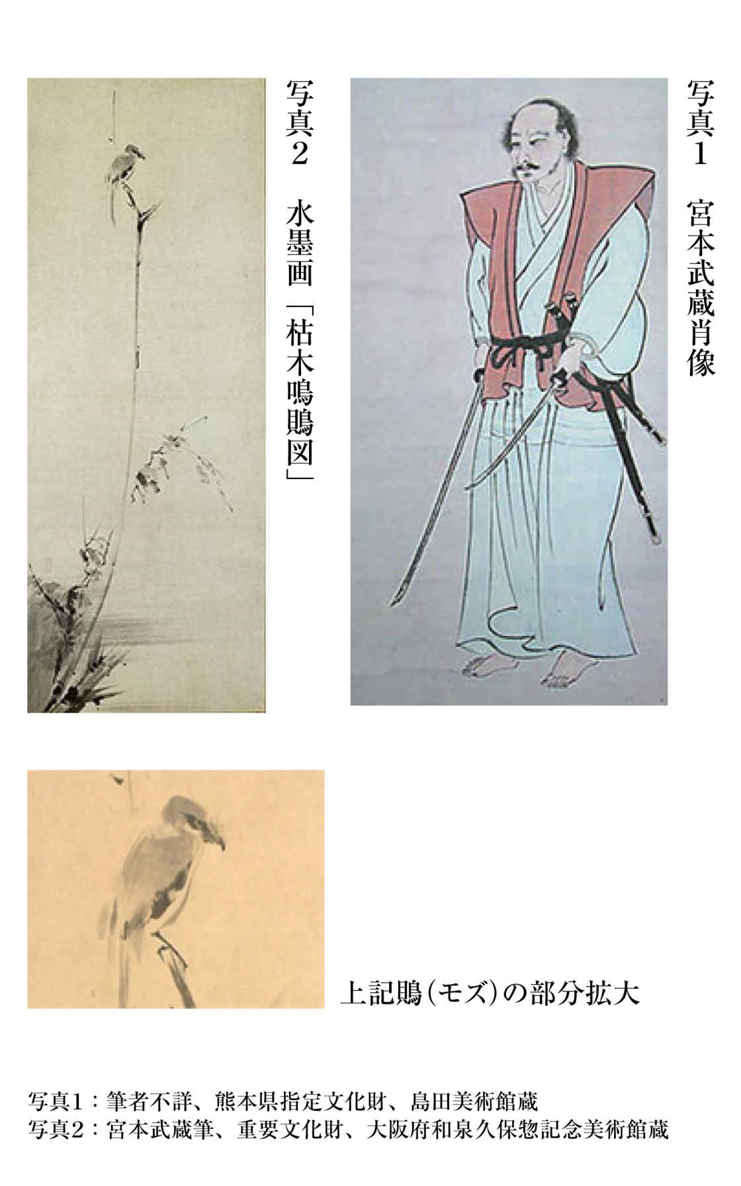 写真1　宮本武蔵肖像
写真2　水墨画「枯木鳴鵙図」
上記鵙（モズ）の部分拡大
写真1：筆者不詳、熊本県指定文化財、島田美術館蔵
写真2：宮本武蔵筆、重要文化財、大阪府和泉久保惣記念美術館蔵